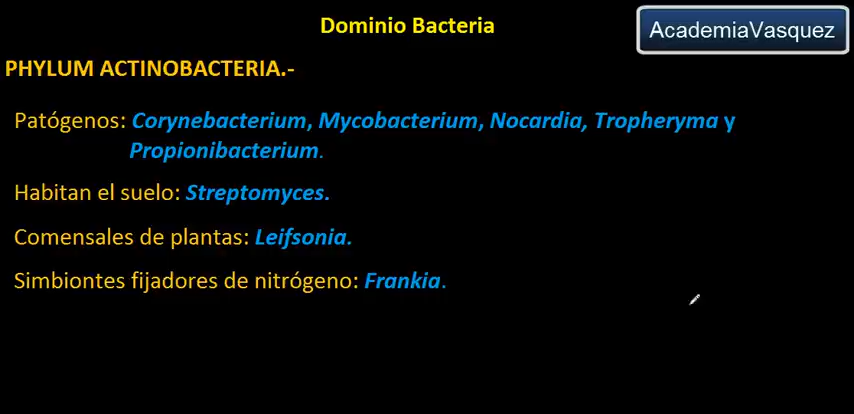 Dominio Bacteria
AcademiaVasquez
PHYLUM ACTINOBACTERIA.-
Patógenos: Corynebacterium, Mycobacterium, Nocardia, Tropheryma y
Propionibacterium.
Habitan el suelo: Streptomyces.
Comensales de plantas: Leifsonia.
Simbiontes fijadores de nitrógeno: Frankia.